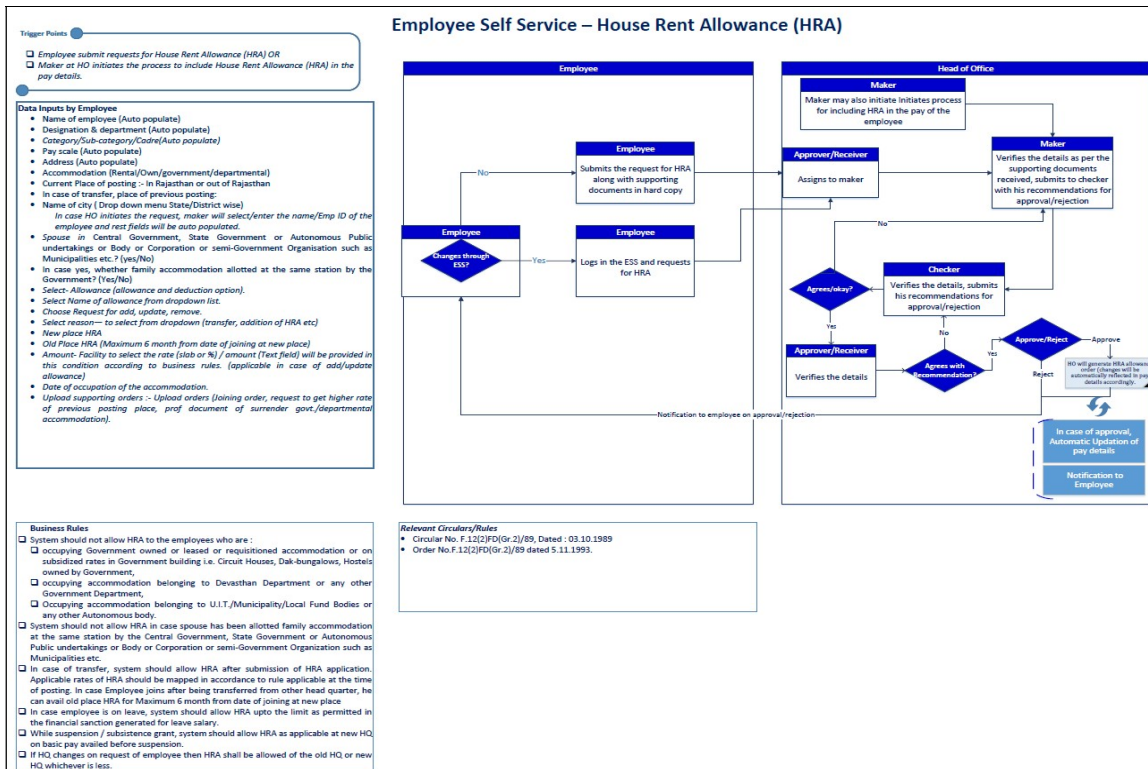 Employee Self Service – House Rent Allowance (HRA)
Trigger Points
Employee submit requests for House Rent Allowance (HRA) OR
Maker at HO initiates the process to include House Rent Allowance (HRA) in the
pay details.
Data Inputs by Employee
Name of employee (Auto populate)
Designation & department (Auto populate)
Category/Sub-category/Cadre(Auto populate)
Pay scale (Auto populate)
Address (Auto populate)
Accommodation (Rental/Own/government/departmental)
Current Place of posting :- In Rajasthan or out of Rajasthan
In case of transfer, place of previous posting:
Name of city ( Drop down menu State/District wise)
In case HO initiates the request, maker will select/enter the name/Emp ID of the
employee and rest fields will be auto populated.
Spouse in Central Government, State Government or Autonomous Public
undertakings or Body or Corporation or semi-Government Organisation such as
Municipalities etc.? (yes/No)
In case yes, whether family accommodation allotted at the same station by the
Government? (Yes/No)
Select- Allowance (allowance and deduction option).
Select Name of allowance from dropdown list.
Choose Request for add, update, remove.
Select reason— to select from dropdown (transfer, addition of HRA etc)
New place HRA
Old Place HRA (Maximum 6 month from date of joining at new place)
Amount- Facility to select the rate (slab or %) / amount (Text field) will be provided in
this condition according to business rules. (applicable in case of add/update
allowance)
Date of occupation of the accommodation.
Upload supporting orders :- Upload orders (Joining order, request to get higher rate
of previous posting place, prof document of surrender govt./departmental
accommodation).
Employee
Employee
Changes through
ESS?
No
Yes
Employee
Submits the request for HRA
along with supporting
documents in hard copy
Employee
Logs in the ESS and requests
for HRA
Head of Office
Maker
Maker may also initiate Initiates process
for including HRA in the pay of the
employee
Approver/Receiver
Assigns to maker
Maker
Verifies the details as per the
supporting documents
received, submits to checker
with his recommendations for
approval/rejection
No
Checker
Verifies the details, submits
his recommendations for
approval/rejection
Agrees/okay?
Yes
Approver/Receiver
Verifies the details
No
Agrees with
Recommendation?
Yes
Approve/Reject
Approve
Reject
HO will generate HRA allowance
order (changes will be
automatically reflected in pay
details accordingly.
Notification to employee on approval/rejection
In case of approval,
Automatic Updation of
pay details
Notification to
Employee
Business Rules
System should not allow HRA to the employees who are :
occupying Government owned or leased or requisitioned accommodation or on
subsidized rates in Government building i.e. Circuit Houses, Dak-bungalows, Hostels
owned by Government,
occupying accommodation belonging to Devasthan Department or any other
Government Department,
Occupying accommodation belonging to U.I.T./Municipality/Local Fund Bodies or
any other Autonomous body.
System should not allow HRA in case spouse has been allotted family accommodation
at the same station by the Central Government, State Government or Autonomous
Public undertakings or Body or Corporation or semi-Government Organization such as
Municipalities etc.
In case of transfer, system should allow HRA after submission of HRA application.
Applicable rates of HRA should be mapped in accordance to rule applicable at the time
of posting. In case Employee joins after being transferred from other head quarter, he
can avail old place HRA for Maximum 6 month from date of joining at new place
In case employee is on leave, system should allow HRA upto the limit as permitted in
the financial sanction generated for leave salary.
While suspension / subsistence grant, system should allow HRA as applicable at new HQ
on basic pay availed before suspension.
If HQ changes on request of employee then HRA shall be allowed of the old HQ or new
HQ whichever is less.
Relevant Circulars/Rules
Circular No. F.12(2)FD(Gr.2)/89, Dated : 03.10.1989
Order No.F.12(2)FD(Gr.2)/89 dated 5.11.1993.